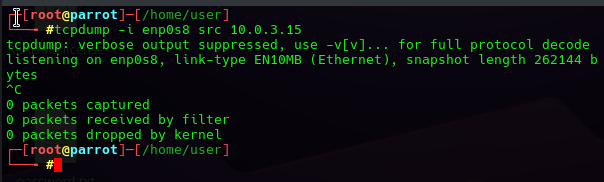 ┌─[root@parrot]─[/home/user]
└──╼ #tcpdump -i enp0s8 src 10.0.3.15
tcpdump: verbose output suppressed, use -v[v]... for full protocol decode
listening on enp0s8, link-type EN10MB (Ethernet), snapshot length 262144 b
ytes
^C
0 packets captured
0 packets received by filter
0 packets dropped by kernel
┌─[root@parrot]─[/home/user]
└──╼ #